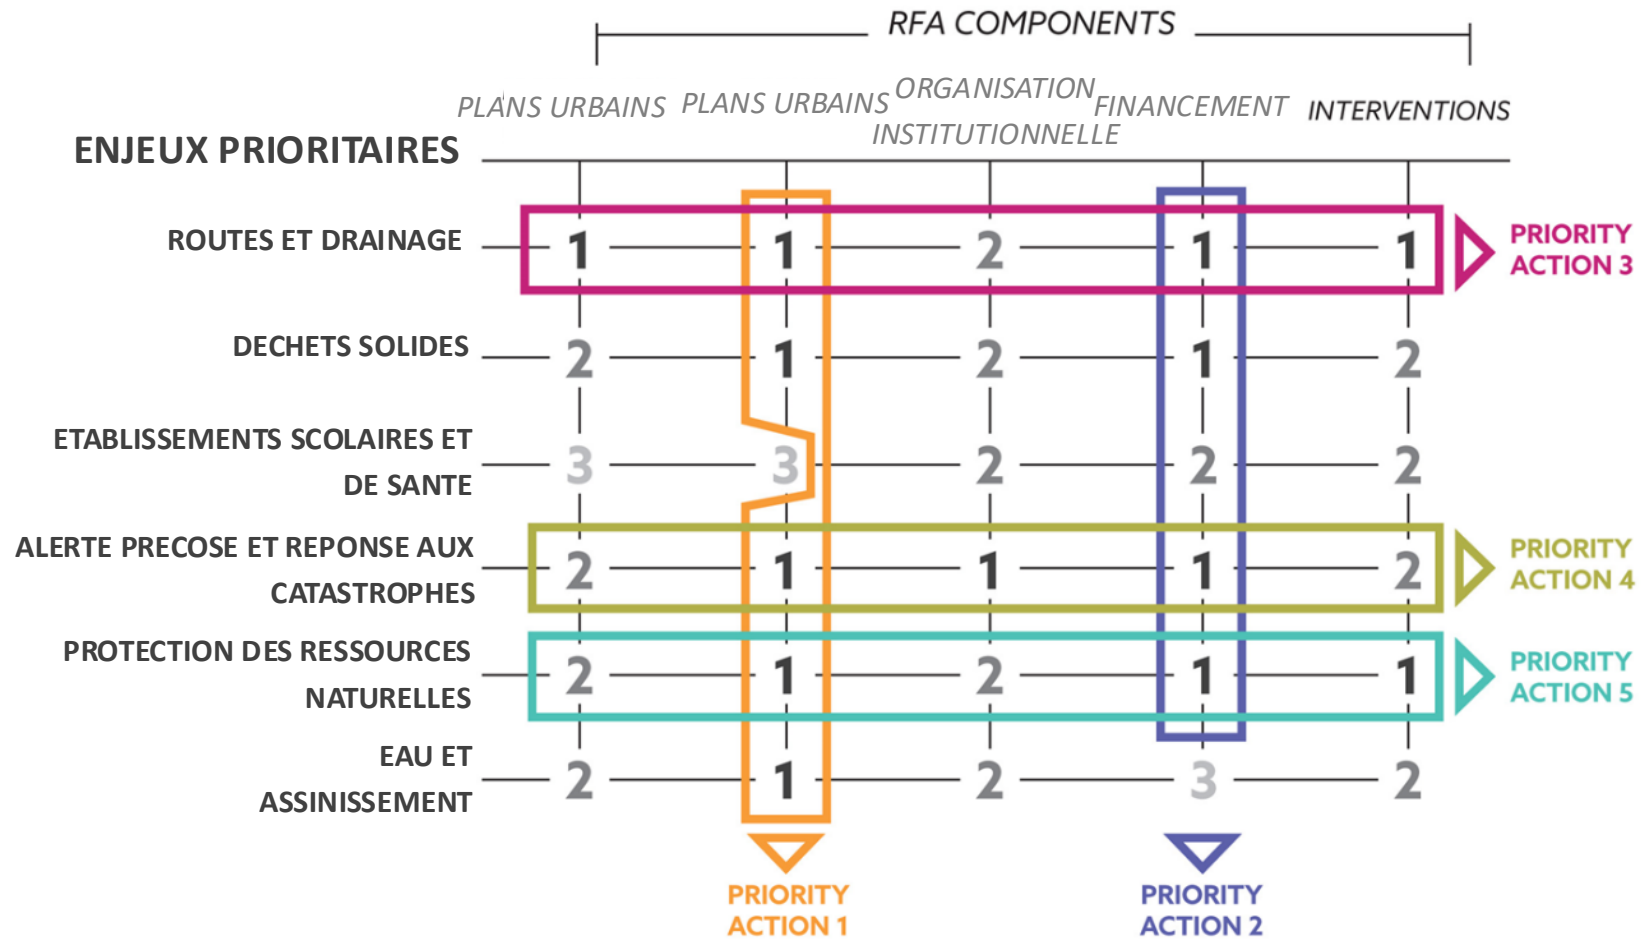 RFA COMPONENTS
PLANS URBAINS PLANS URBAINS ORGANISATION INSTITUTIONNELLE FINANCEMENT INTERVENTIONS
ENJEUX PRIORITAIRES
ROUTES ET DRAINAGE 1 1 2 1 1
PRIORITY
ACTION 3
DECHETS SOLIDES 2 1 2 1 2
ETABLISSEMENTS SCOLAIRES ET
DE SANTE
3 3 2 2 2
ALERTE PRECOSE ET REPONSE AUX
CATASTROPHES
2 1 1 1 2
PRIORITY
ACTION 4
PROTECTION DES RESSOURCES
NATURELLES
2 1 2 1 1
PRIORITY
ACTION 5
EAU ET
ASSINISSEMENT
2 1 2 3 2
PRIORITY
ACTION 1
PRIORITY
ACTION 2